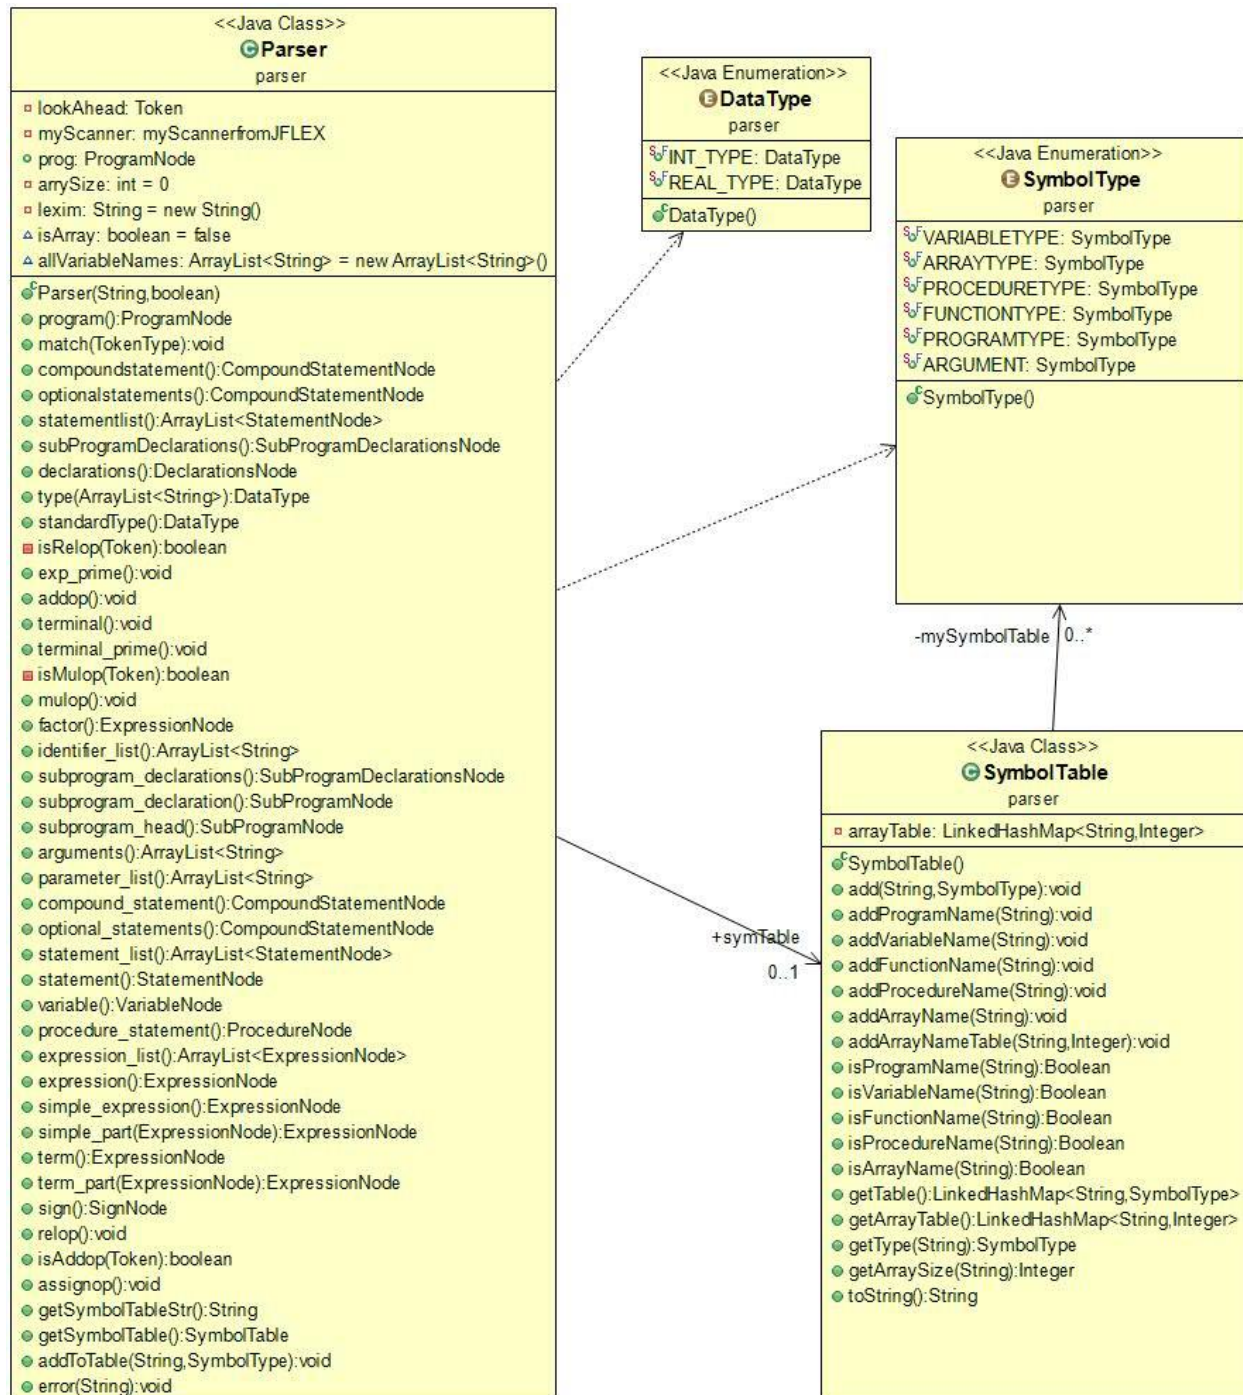 <<Java Class>>
Parser
parser
lookAhead: Token
myScanner: myScannerfromJFLEX
prog: ProgramNode
arrySize: int = 0
lexim: String = new String()
isArray: boolean = false
allVariableNames: ArrayList<String> = new ArrayList<String>()
Parser(String,boolean)
program():ProgramNode
match(TokenType):void
compoundstatement():CompoundStatementNode
optionalstatements():CompoundStatementNode
statementlist():ArrayList<StatementNode>
subProgramDeclarations():SubProgramDeclarationsNode
declarations():DeclarationsNode
type(ArrayList<String>):DataType
standardType():DataType
isRelop(Token):boolean
exp_prime():void
addop():void
terminal():void
terminal_prime():void
isMulop(Token):boolean
mulop():void
factor():ExpressionNode
identifier_list():ArrayList<String>
subprogram_declarations():SubProgramDeclarationsNode
subprogram_declaration():SubProgramNode
subprogram_head():SubProgramNode
arguments():ArrayList<String>
parameter_list():ArrayList<String>
compound_statement():CompoundStatementNode
optional_statements():CompoundStatementNode
statement_list():ArrayList<StatementNode>
statement():StatementNode
variable():VariableNode
procedure_statement():ProcedureNode
expression_list():ArrayList<ExpressionNode>
expression():ExpressionNode
simple_expression():ExpressionNode
simple_part(ExpressionNode):ExpressionNode
term():ExpressionNode
term_part(ExpressionNode):ExpressionNode
sign():SignNode
relop():void
isAddop(Token):boolean
assignop():void
getSymbolTableStr():String
getSymbolTable():SymbolTable
addToTable(String,SymbolType):void
error(String):void
<<Java Enumeration>>
DataType
parser
INT_TYPE: DataType
REAL_TYPE: DataType
DataType()
<<Java Enumeration>>
SymbolType
parser
VARIABLETYPE: SymbolType
ARRAYTYPE: SymbolType
PROCEDURETYPE: SymbolType
FUNCTIONTYPE: SymbolType
PROGRAMTYPE: SymbolType
ARGUMENT: SymbolType
SymbolType()
-mySymbolTable 0..*
+symTable
0..1
<<Java Class>>
SymbolTable
parser
arrayTable: LinkedHashMap<String,Integer>
SymbolTable()
add(String,SymbolType):void
addProgramName(String):void
addVariableName(String):void
addFunctionName(String):void
addProcedureName(String):void
addArrayName(String):void
addArrayNameTable(String,Integer):void
isProgramName(String):Boolean
isVariableName(String):Boolean
isFunctionName(String):Boolean
isProcedureName(String):Boolean
isArrayName(String):Boolean
getTable():LinkedHashMap<String,SymbolType>
getArrayTable():LinkedHashMap<String,Integer>
getType(String):SymbolType
getArraySize(String):Integer
toString():String